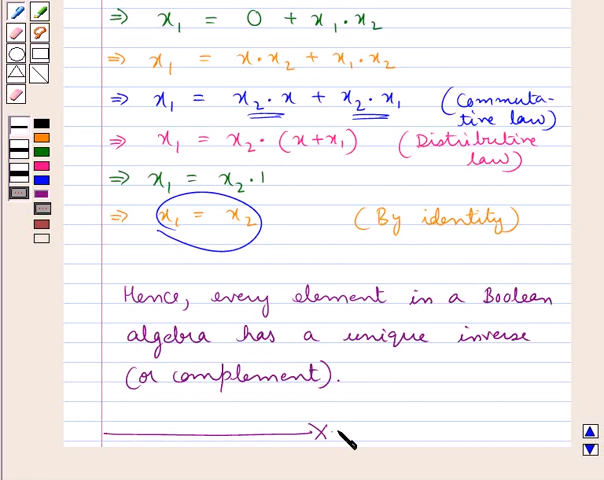 ⇒ x₁ = 0 + x₁ · x₂
⇒ x₁ = x · x₂ + x₁ · x₂
⇒ x₁ = x₂ · x + x₂ · x₁ (Commuta-
tive law)
⇒ x₁ = x₂ · (x + x₁) (Distributive
law)
⇒ x₁ = x₂ · 1
⇒ x₁ = x₂ (By identity)
Hence, every element in a Boolean
algebra has a unique inverse
(or complement).
X